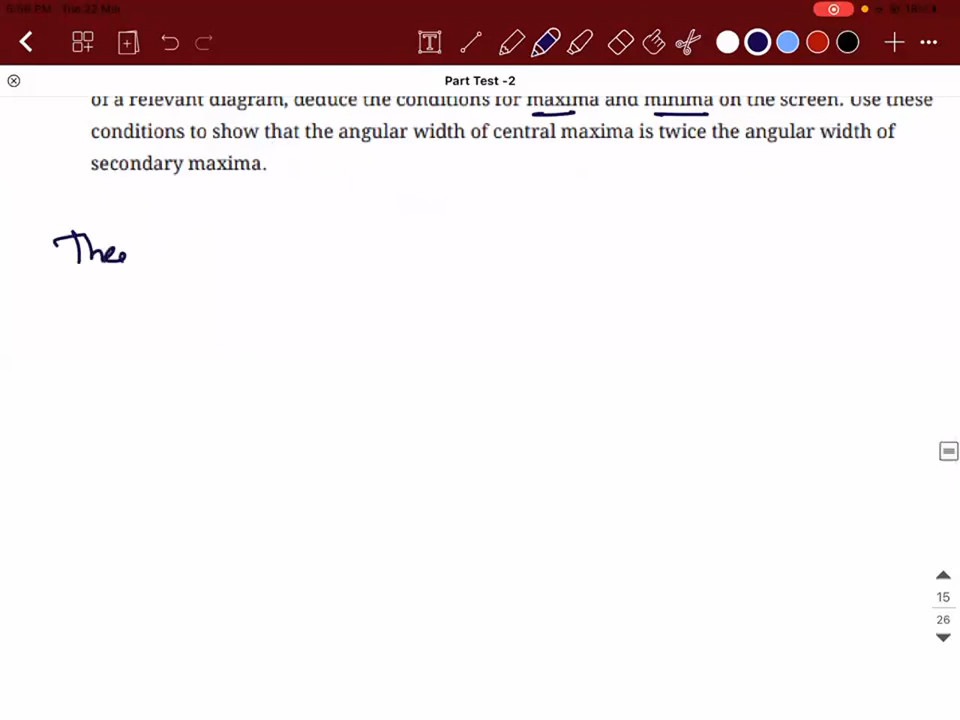 Part Test -2
of a relevant diagram, deduce the conditions for maxima and minima on the screen. Use these
conditions to show that the angular width of central maxima is twice the angular width of
secondary maxima.
Theo
15
26